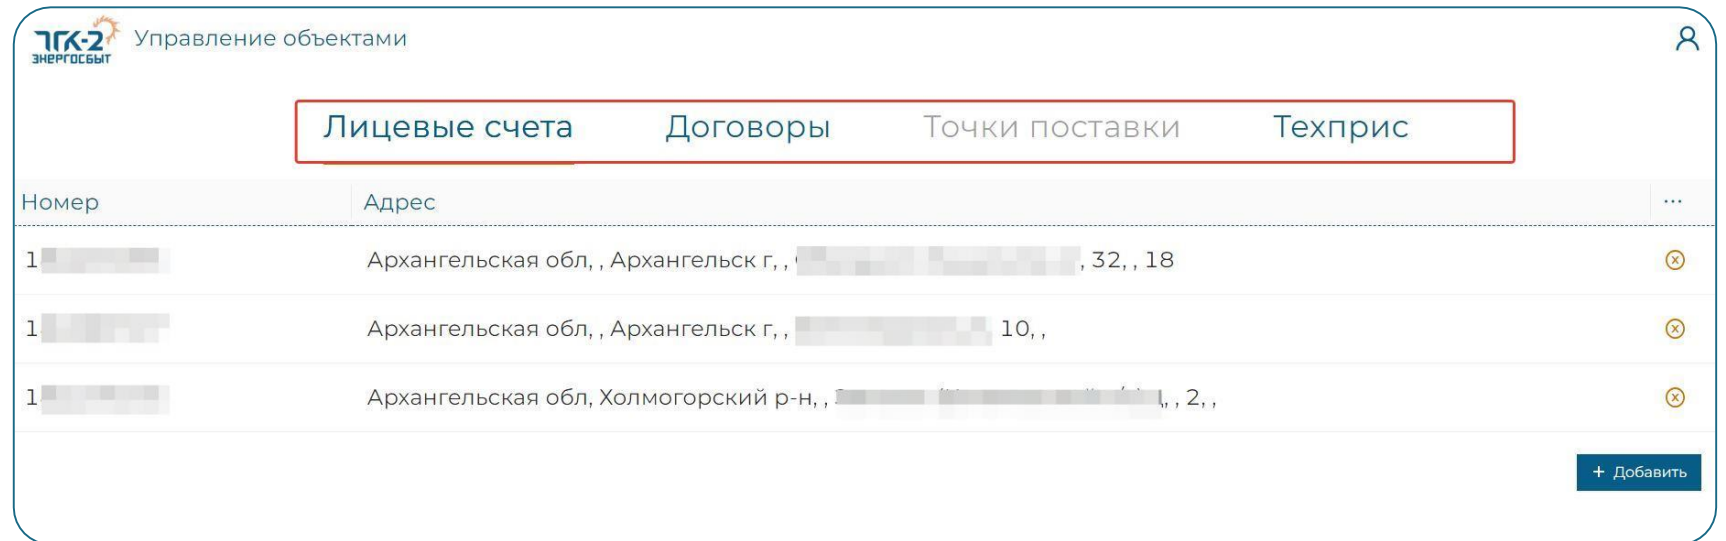 ТГК-2
ЭНЕРГОСБЫТ
Управление объектами
Лицевые счета Договоры Точки поставки Техприс
Номер Адрес ...
1 Архангельская обл, , Архангельск г, , , 32, , 18
1 Архангельская обл, , Архангельск г, , 10, ,
1 Архангельская обл, Холмогорский р-н, , , , 2, ,
+ Добавить